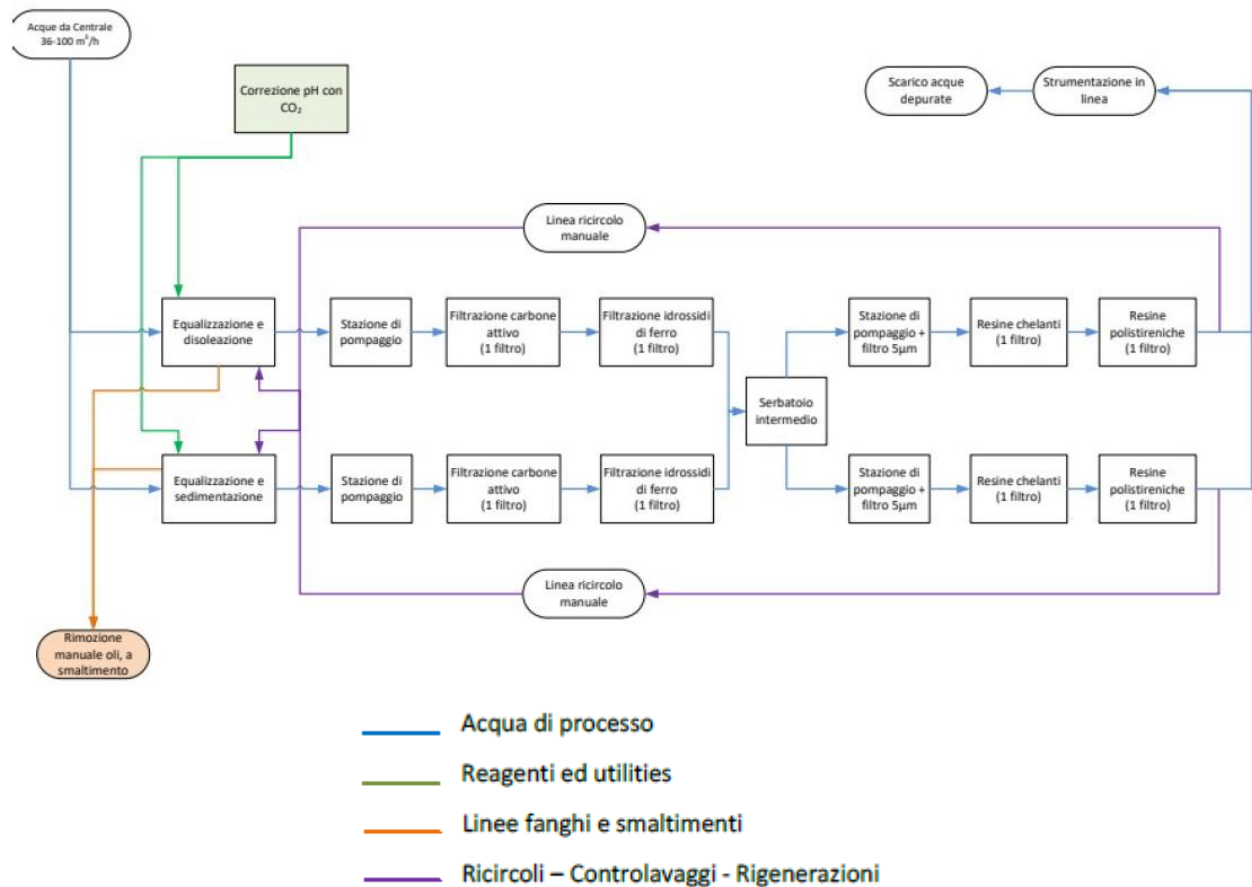 Acque da Centrale
36-100 m³/h
Correzione pH con
CO₂
Scarico acque
depurate
Strumentazione in
linea
Linea ricircolo
manuale
Equalizzazione e
disoleazione
Stazione di
pompaggio
Filtrazione carbone
attivo
(1 filtro)
Filtrazione idrossidi
di ferro
(1 filtro)
Stazione di
pompaggio +
filtro 5µm
Resine chelanti
(1 filtro)
Resine
polistireniche
(1 filtro)
Serbatoio
intermedio
Equalizzazione e
sedimentazione
Stazione di
pompaggio
Filtrazione carbone
attivo
(1 filtro)
Filtrazione idrossidi
di ferro
(1 filtro)
Stazione di
pompaggio +
filtro 5µm
Resine chelanti
(1 filtro)
Resine
polistireniche
(1 filtro)
Linea ricircolo
manuale
Rimozione
manuale oli, a
smaltimento
Acqua di processo
Reagenti ed utilities
Linee fanghi e smaltimenti
Ricircoli – Controlavaggi - Rigenerazioni